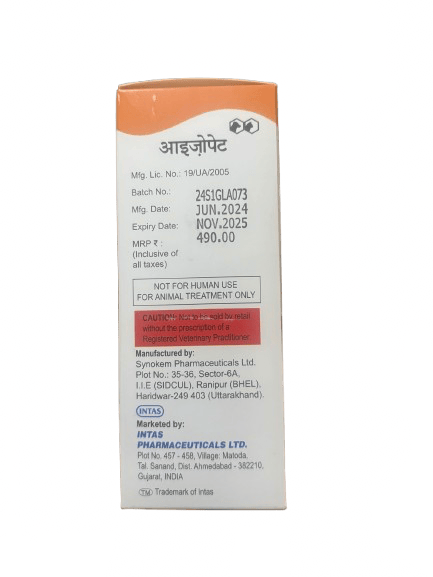 आइज़ोपेट
Mfg. Lic. No.: 19/UA/2005
Batch No.: 24S1GLA073
Mfg. Date: JUN.2024
Expiry Date: NOV.2025
MRP ₹ : 490.00
(Inclusive of
all taxes)
NOT FOR HUMAN USE
FOR ANIMAL TREATMENT ONLY
CAUTION: Not to be sold by retail
without the prescription of a
Registered Veterinary Practitioner
Manufactured by:
Synokem Pharmaceuticals Ltd.
Plot No.: 35-36, Sector-6A,
I.I.E (SIDCUL), Ranipur (BHEL),
Haridwar-249 403 (Uttarakhand).
INTAS
Marketed by:
INTAS
PHARMACEUTICALS LTD.
Plot No. 457 - 458, Village: Matoda,
Tal. Sanand, Dist. Ahmedabad - 382210,
Gujarat, INDIA
TM Trademark of Intas